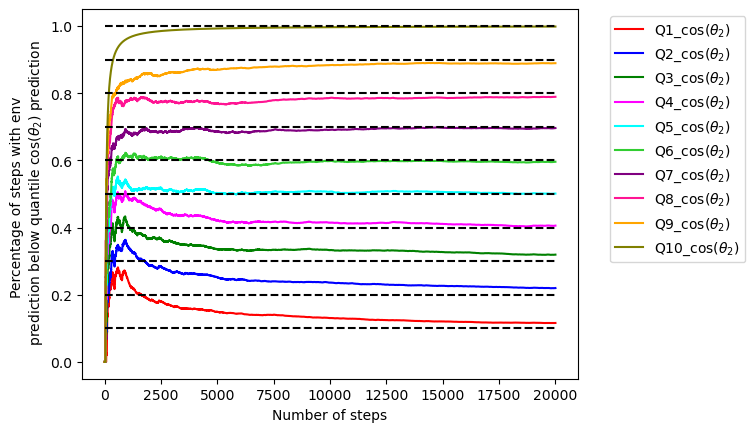 Percentage of steps with env
prediction below quantile cos(θ₂) prediction
1.0
0.8
0.6
0.4
0.2
0.0
0 2500 5000 7500 10000 12500 15000 17500 20000
Number of steps
Q1_cos(θ₂)
Q2_cos(θ₂)
Q3_cos(θ₂)
Q4_cos(θ₂)
Q5_cos(θ₂)
Q6_cos(θ₂)
Q7_cos(θ₂)
Q8_cos(θ₂)
Q9_cos(θ₂)
Q10_cos(θ₂)